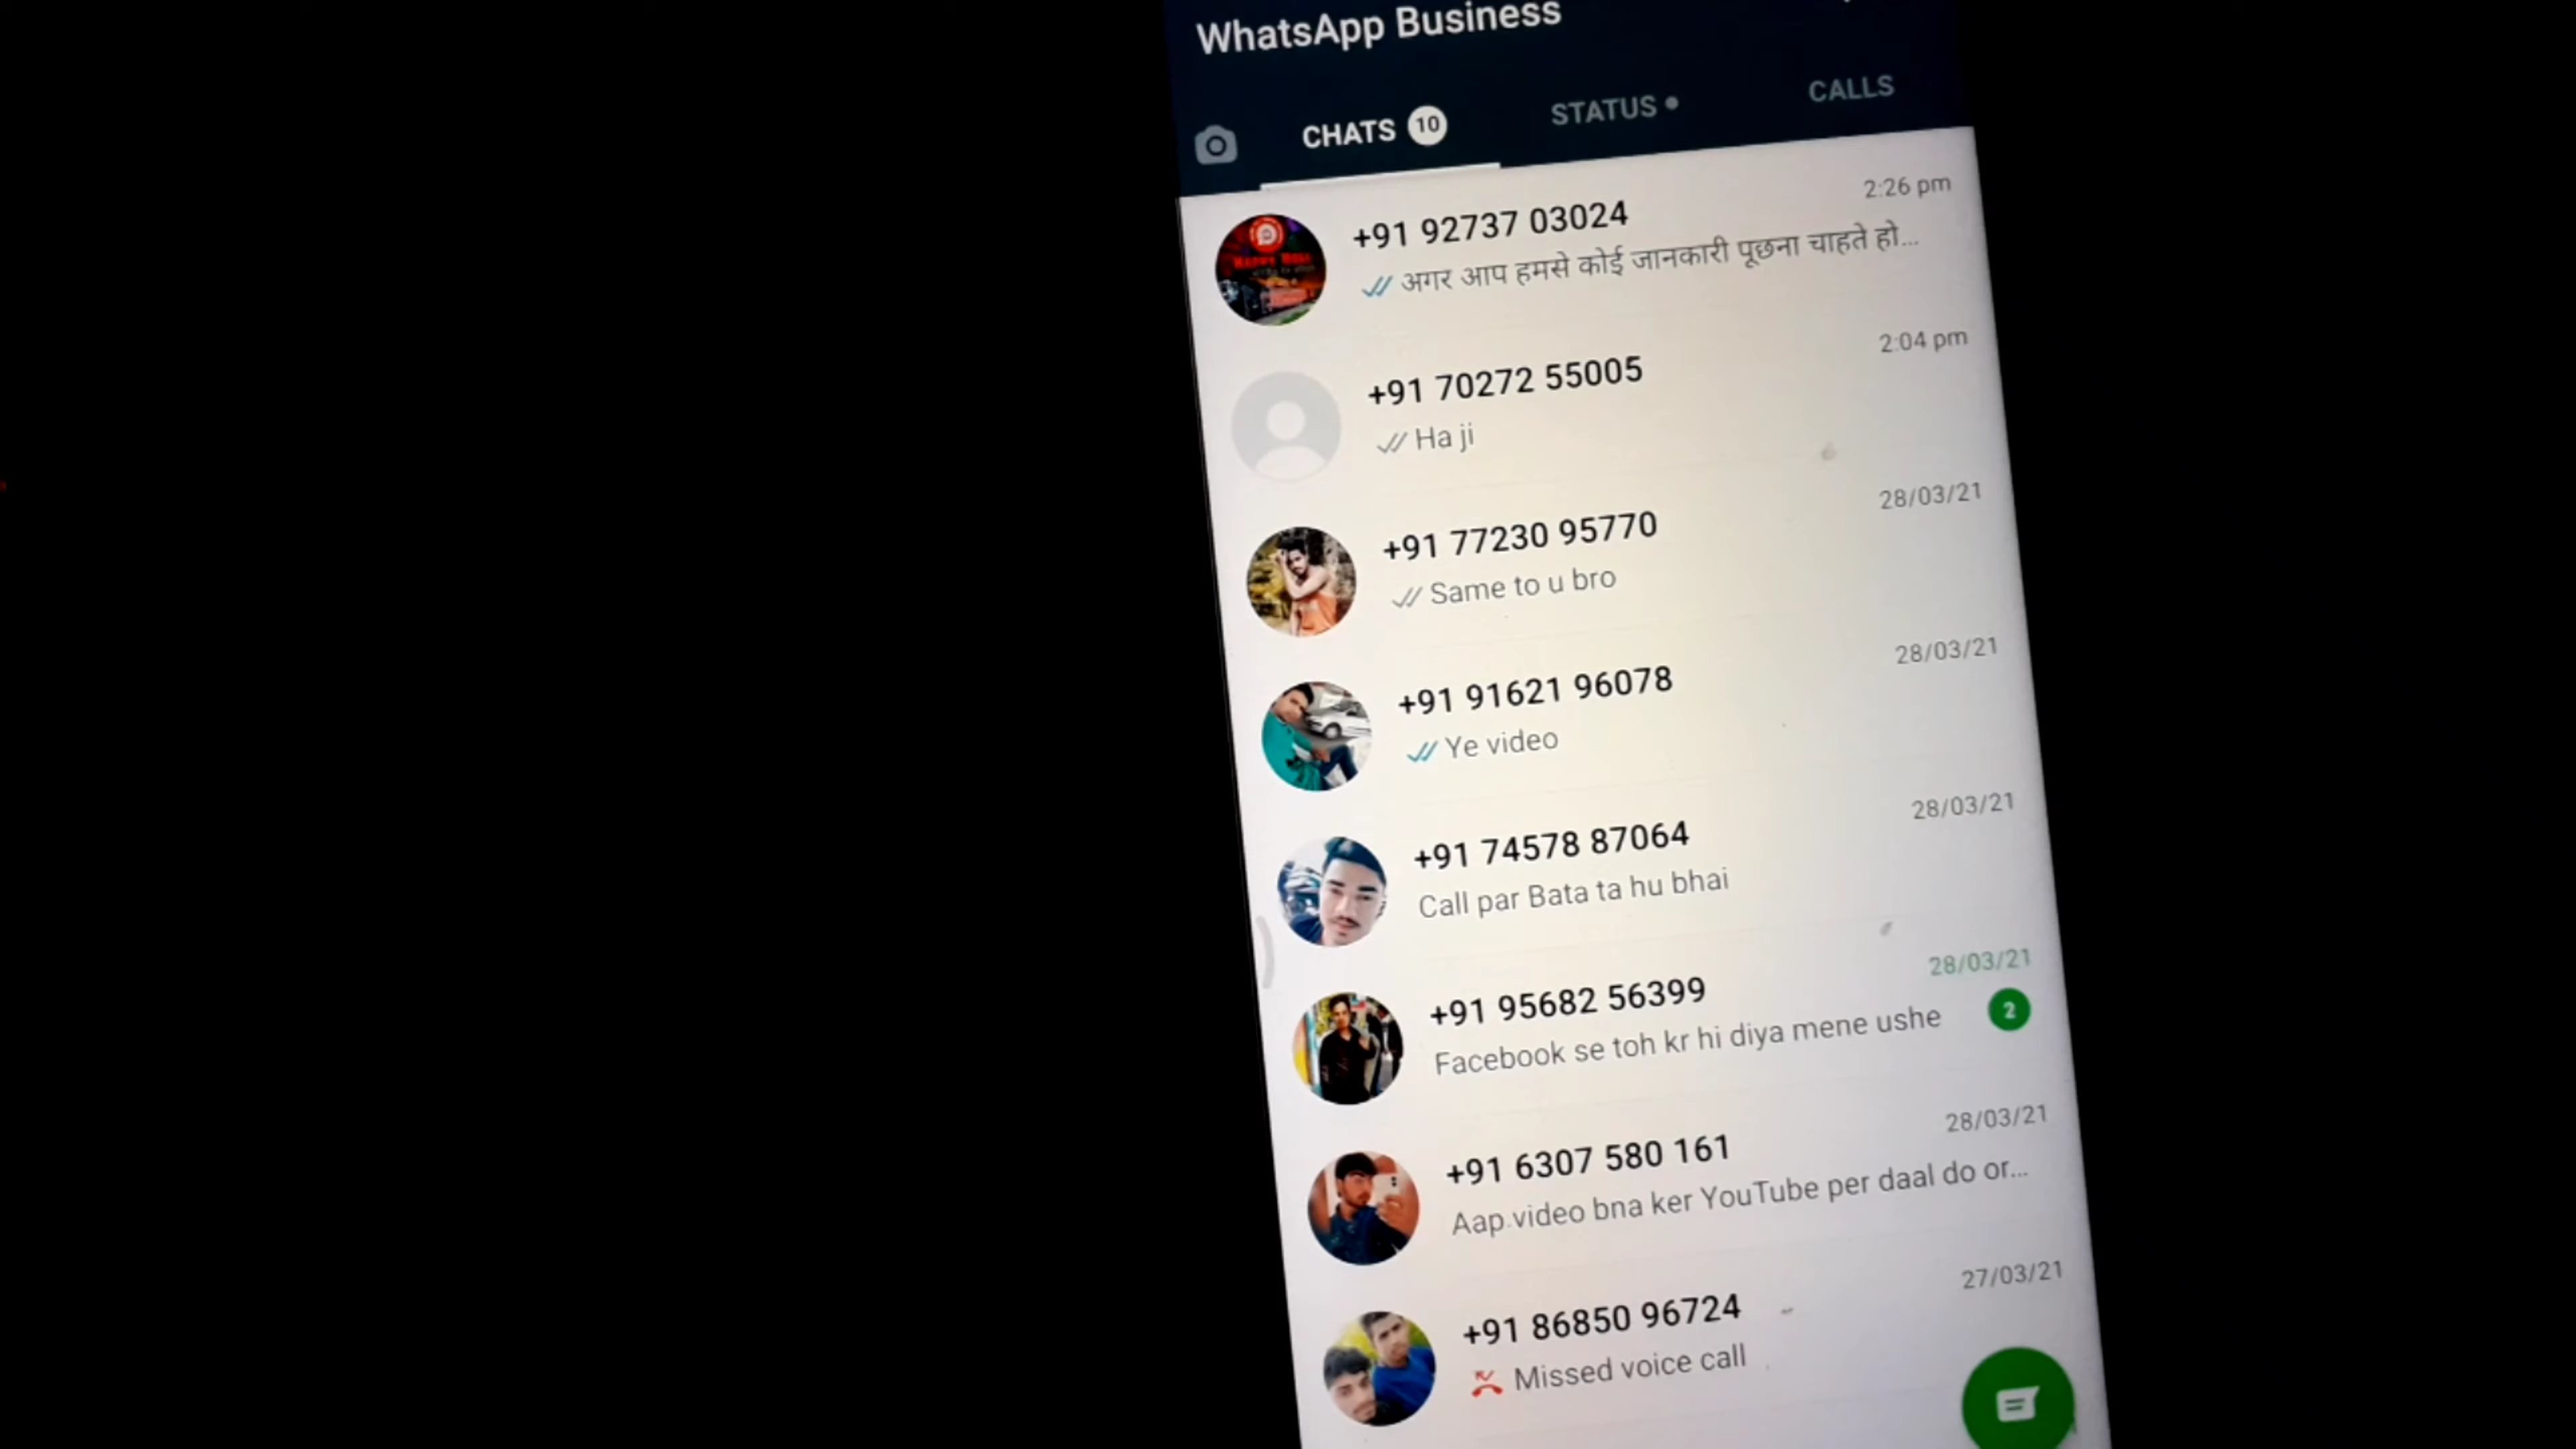 WhatsApp Business
CHATS 10 STATUS CALLS
+91 92737 03024 2:26 pm
अगर आप हमसे कोई जानकारी पूछना चाहते हो...
+91 70272 55005 2:04 pm
Ha ji
+91 77230 95770 28/03/21
Same to u bro
+91 91621 96078 28/03/21
Ye video
+91 74578 87064 28/03/21
Call par Bata ta hu bhai
+91 95682 56399 28/03/21
Facebook se toh kr hi diya mene ushe 2
+91 6307 580 161 28/03/21
Aap video bna ker YouTube per daal do or...
+91 86850 96724 27/03/21
Missed voice call